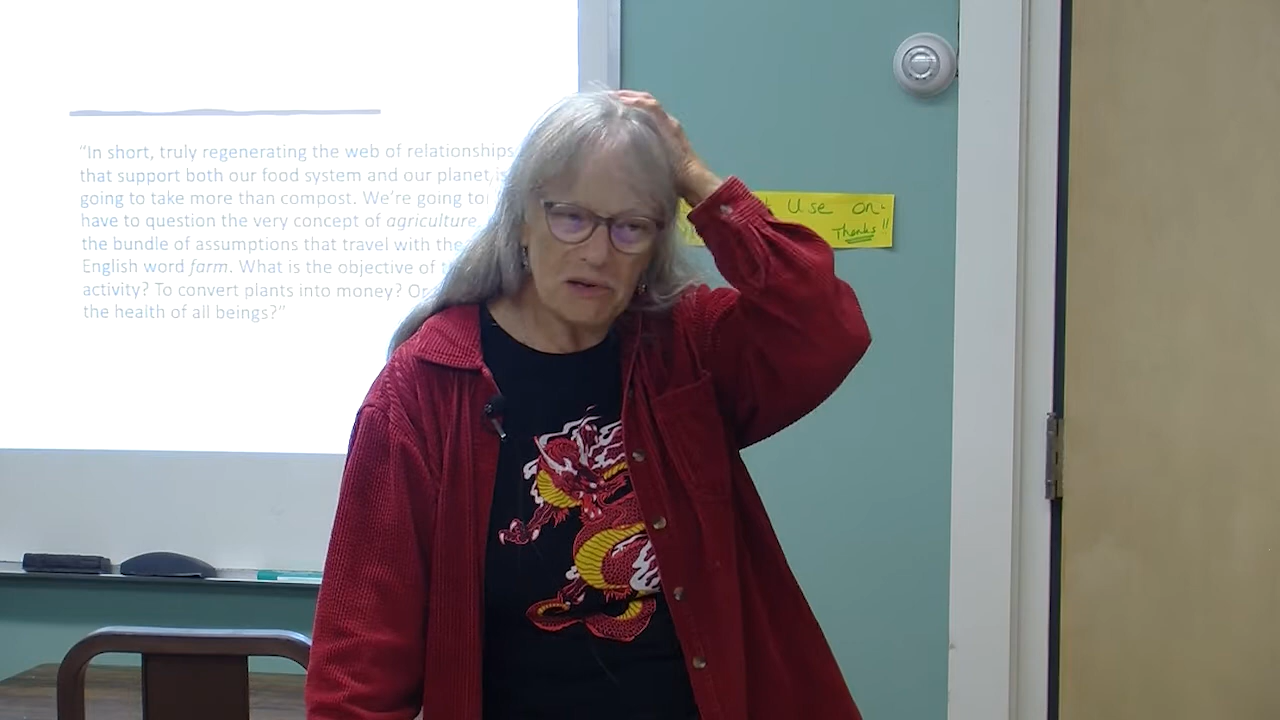 “In short, truly regenerating the web of relationships
that support both our food system and our planet is
going to take more than compost. We’re going to
have to question the very concept of agriculture
the bundle of assumptions that travel with the
English word farm. What is the objective of
activity? To convert plants into money? Or
the health of all beings?”
Use on-
Thanks!!